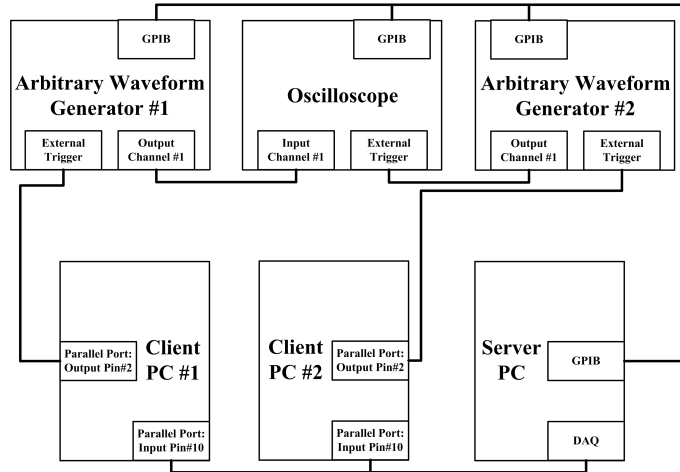 GPIB
Arbitrary Waveform
Generator #1
External
Trigger
Output
Channel #1
GPIB
Oscilloscope
Input
Channel #1
External
Trigger
GPIB
Arbitrary Waveform
Generator #2
Output
Channel #1
External
Trigger
Parallel Port:
Output Pin#2
Client
PC #1
Parallel Port:
Input Pin#10
Client
PC #2
Parallel Port:
Output Pin#2
Parallel Port:
Input Pin#10
Server
PC
GPIB
DAQ